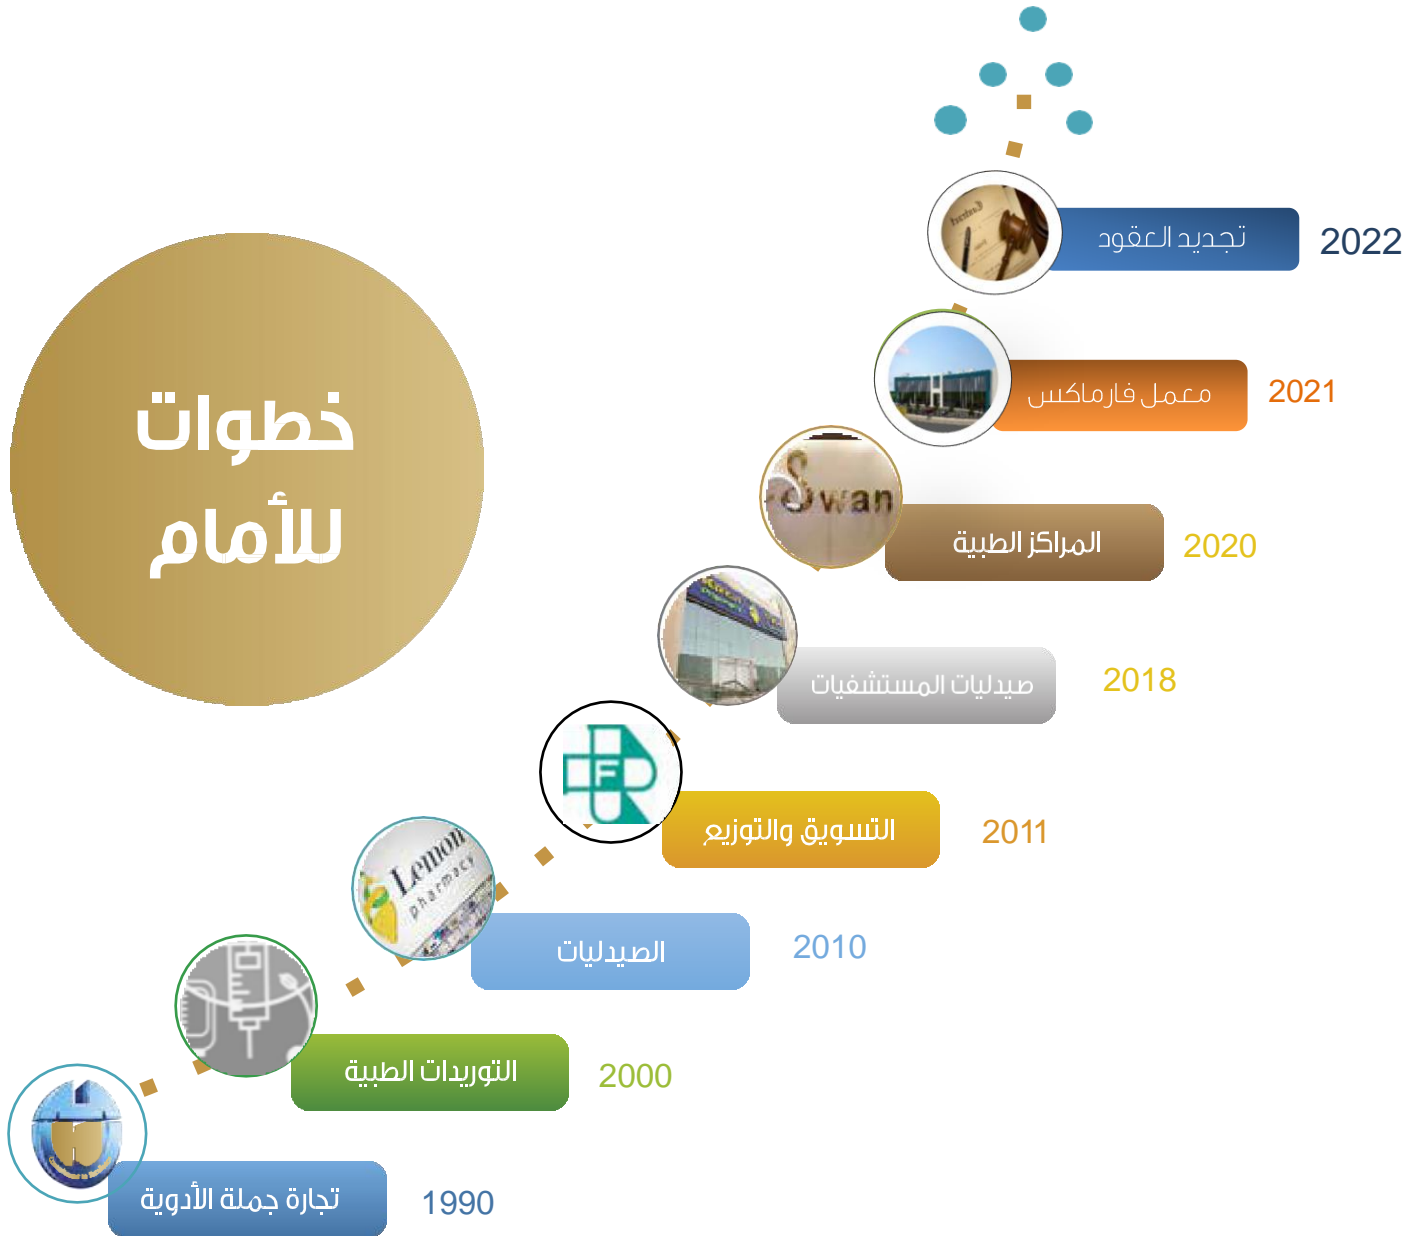 خطوات
للأمام
تجديد العقود
2022
معمل فارماكس
2021
Swan
المراكز الطبية
2020
صيدليات المستشفيات
2018
F
التسويق والتوزيع
2011
Lemon
pharmacy
الصيدليات
2010
التوريدات الطبية
2000
تجارة جملة الأدوية
1990